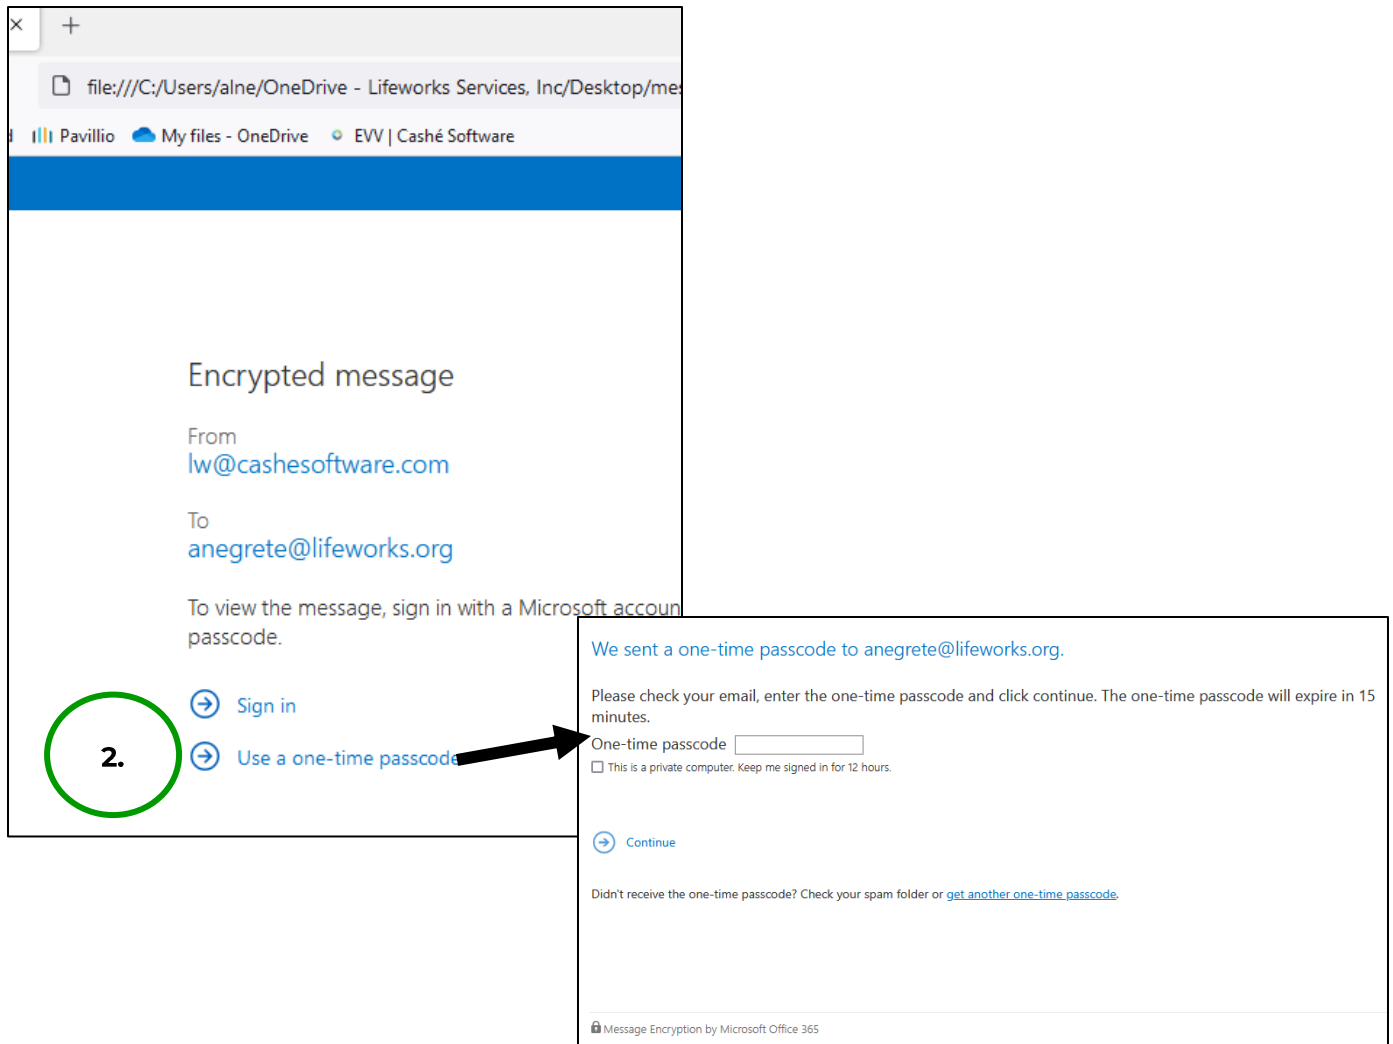 file:///C:/Users/alne/OneDrive - Lifeworks Services, Inc/Desktop/mes
Pavillio My files - OneDrive EVV | Cashé Software
Encrypted message
From
lw@cashesoftware.com
To
anegrete@lifeworks.org
To view the message, sign in with a Microsoft accoun
passcode.
Sign in
2.
Use a one-time passcode
We sent a one-time passcode to anegrete@lifeworks.org.
Please check your email, enter the one-time passcode and click continue. The one-time passcode will expire in 15
minutes.
One-time passcode
This is a private computer. Keep me signed in for 12 hours.
Continue
Didn't receive the one-time passcode? Check your spam folder or get another one-time passcode.
Message Encryption by Microsoft Office 365